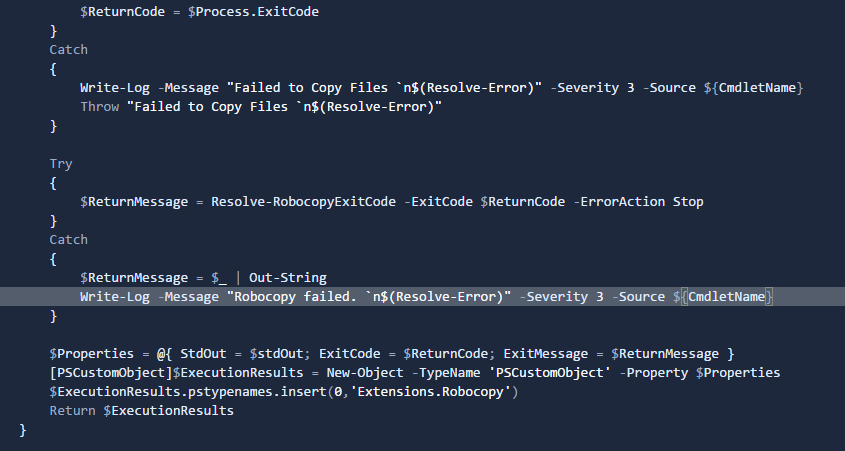 $ReturnCode = $Process.ExitCode
}
Catch
{
Write-Log -Message "Failed to Copy Files `n$(Resolve-Error)" -Severity 3 -Source ${CmdletName}
Throw "Failed to Copy Files `n$(Resolve-Error)"
}
Try
{
$ReturnMessage = Resolve-RobocopyExitCode -ExitCode $ReturnCode -ErrorAction Stop
}
Catch
{
$ReturnMessage = $_ | Out-String
Write-Log -Message "Robocopy failed. `n$(Resolve-Error)" -Severity 3 -Source ${CmdletName}
}
$Properties = @{ StdOut = $stdOut; ExitCode = $ReturnCode; ExitMessage = $ReturnMessage }
[PSCustomObject]$ExecutionResults = New-Object -TypeName 'PSCustomObject' -Property $Properties
$ExecutionResults.pstypenames.insert(0,'Extensions.Robocopy')
Return $ExecutionResults
}